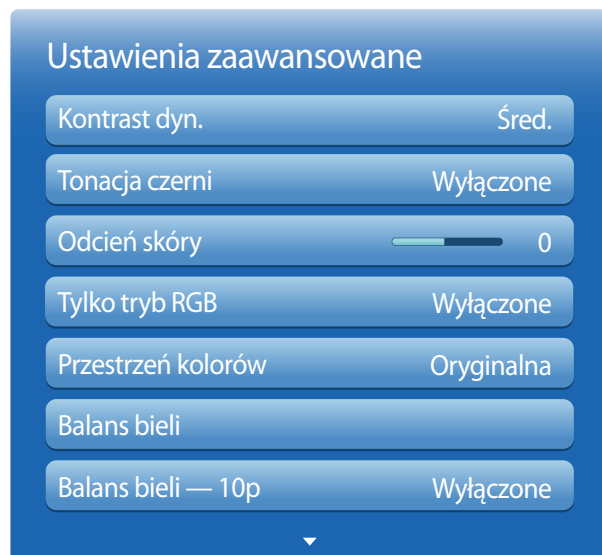 Ustawienia zaawansowane
Kontrast dyn. Śred.
Tonacja czerni Wyłączone
Odcień skóry 0
Tylko tryb RGB Wyłączone
Przestrzeń kolorów Oryginalna
Balans bieli
Balans bieli — 10p Wyłączone